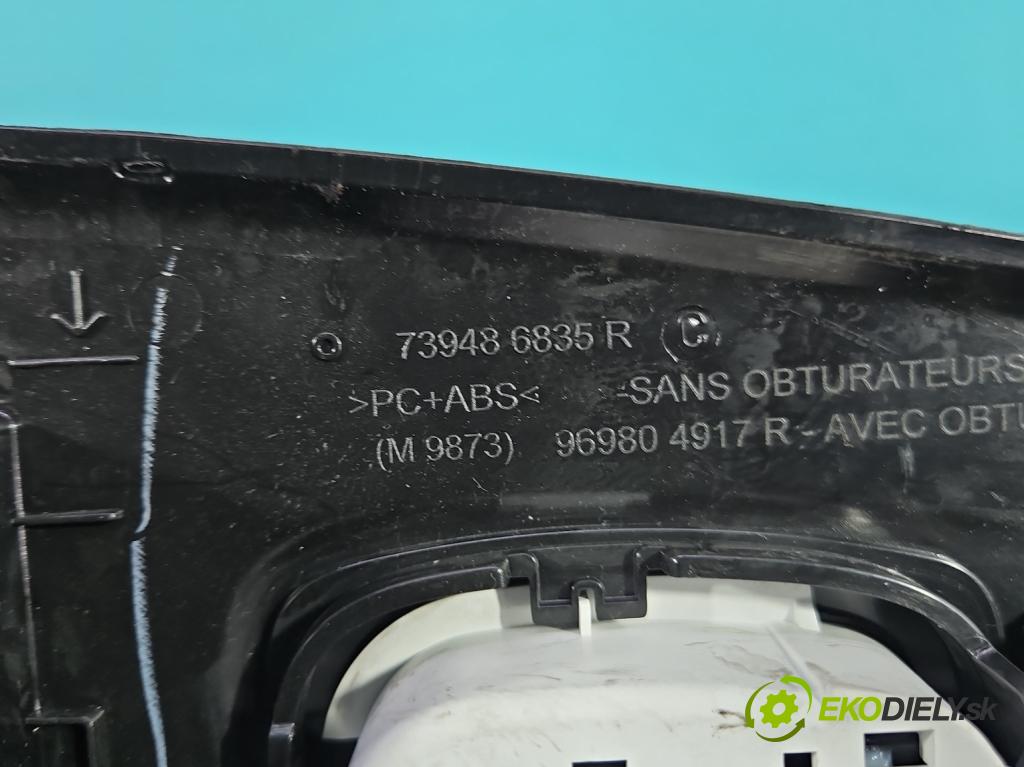 73948 6835 R C
>PC+ABS< -SANS OBTURATEURS
(M 9873) 96980 4917 R - AVEC OBTU
EKODIELY.sk